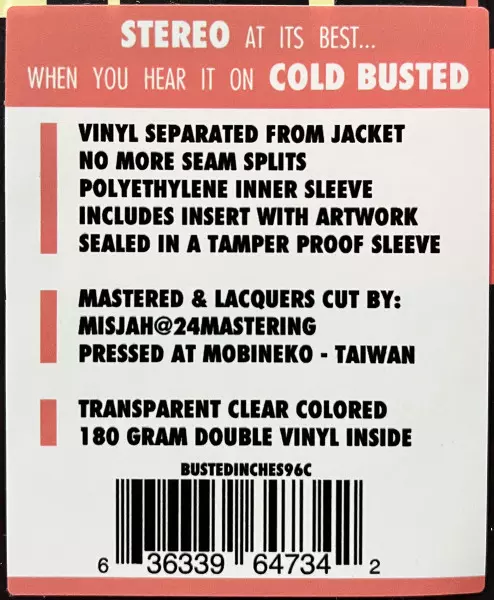 STEREO AT ITS BEST...
WHEN YOU HEAR IT ON COLD BUSTED
VINYL SEPARATED FROM JACKET
NO MORE SEAM SPLITS
POLYETHYLENE INNER SLEEVE
INCLUDES INSERT WITH ARTWORK
SEALED IN A TAMPER PROOF SLEEVE
MASTERED & LACQUERS CUT BY:
MISJAH@24MASTERING
PRESSED AT MOBINEKO - TAIWAN
TRANSPARENT CLEAR COLORED
180 GRAM DOUBLE VINYL INSIDE
BUSTEDINCHES96C
6 36339 64734 2